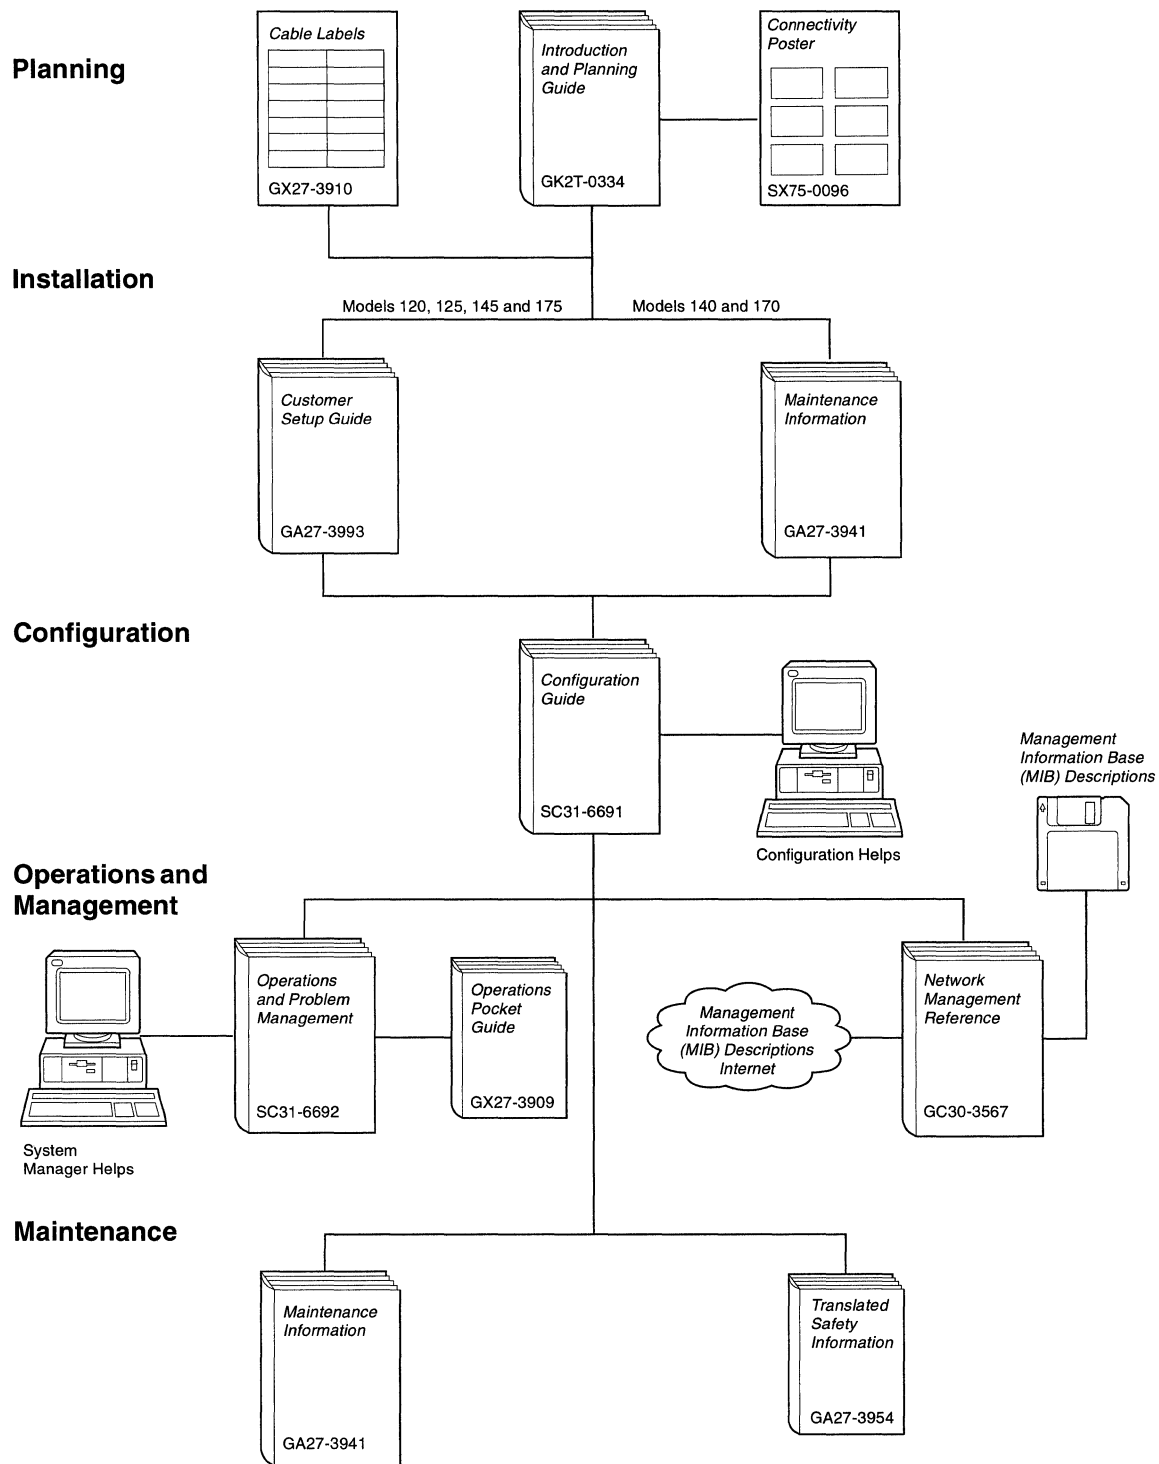 Planning
Cable Labels
GX27-3910
Introduction
and Planning
Guide
GK2T-0334
Connectivity
Poster
SX75-0096
Installation
Models 120, 125, 145 and 175
Models 140 and 170
Customer
Setup Guide
GA27-3993
Maintenance
Information
GA27-3941
Configuration
Configuration
Guide
SC31-6691
Configuration Helps
Management
Information Base
(MIB) Descriptions
Operations and
Management
System
Manager Helps
Operations
and Problem
Management
SC31-6692
Operations
Pocket
Guide
GX27-3909
Management
Information Base
(MIB) Descriptions
Internet
Network
Management
Reference
GC30-3567
Maintenance
Maintenance
Information
GA27-3941
Translated
Safety
Information
GA27-3954